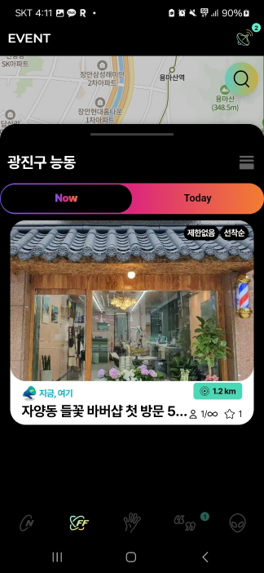 SKT 4:11 R • 90%
EVENT
2
SK아파트
장안삼성래미안
2차아파트
용마산역
장안현대홈타운
1차아파트
용마산
(348.5m)
광진구 능동
Now Today
제한없음 선착순
지금, 여기 1.2 km
자양동 들꽃 바버샵 첫 방문 5... 1/∞ 1
FF 1